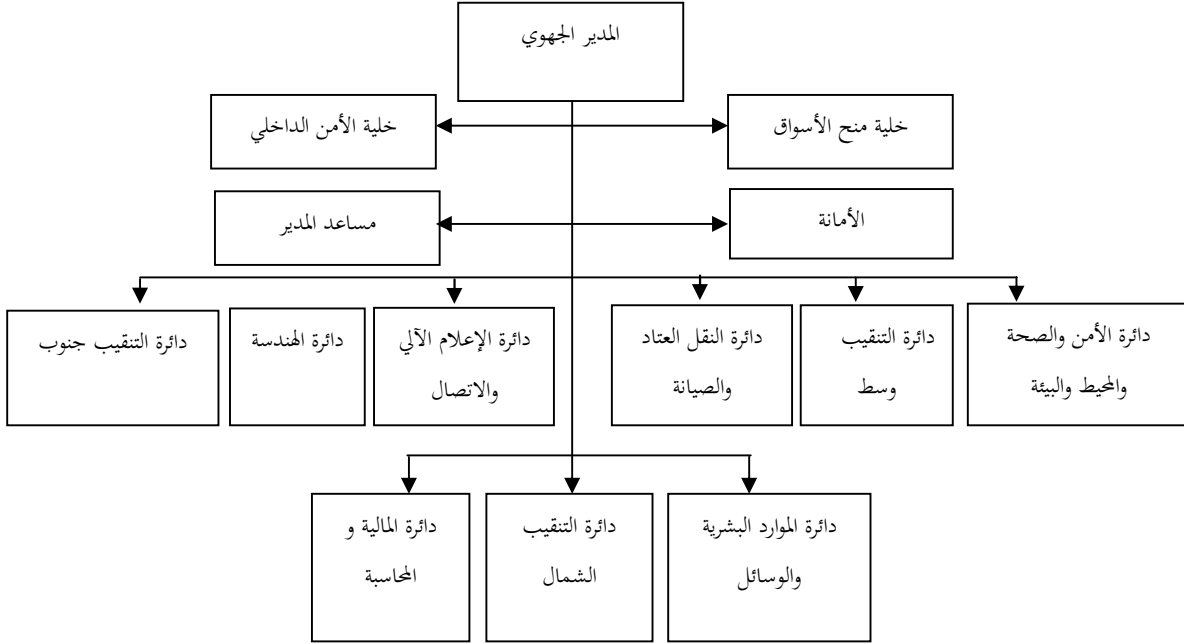 المدير الجهوي
خلية منح الأسواق
خلية الأمن الداخلي
الأمانة
مساعد المدير
دائرة الأمن والصحة
والمحيط والبيئة
دائرة التنقيب
وسط
دائرة النقل العتاد
والصيانة
دائرة الإعلام الآلي
والاتصال
دائرة الهندسة
دائرة التنقيب جنوب
دائرة الموارد البشرية
والوسائل
دائرة التنقيب
الشمال
دائرة المالية و
المحاسبة